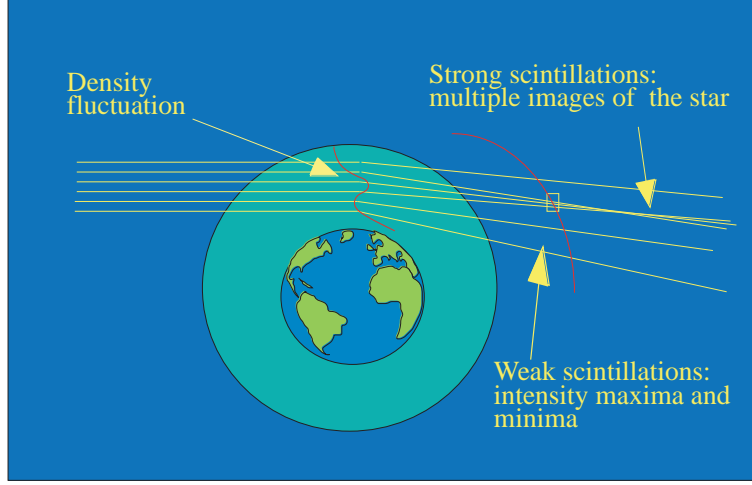 Density
fluctuation
Strong scintillations:
multiple images of the star
Weak scintillations:
intensity maxima and
minima